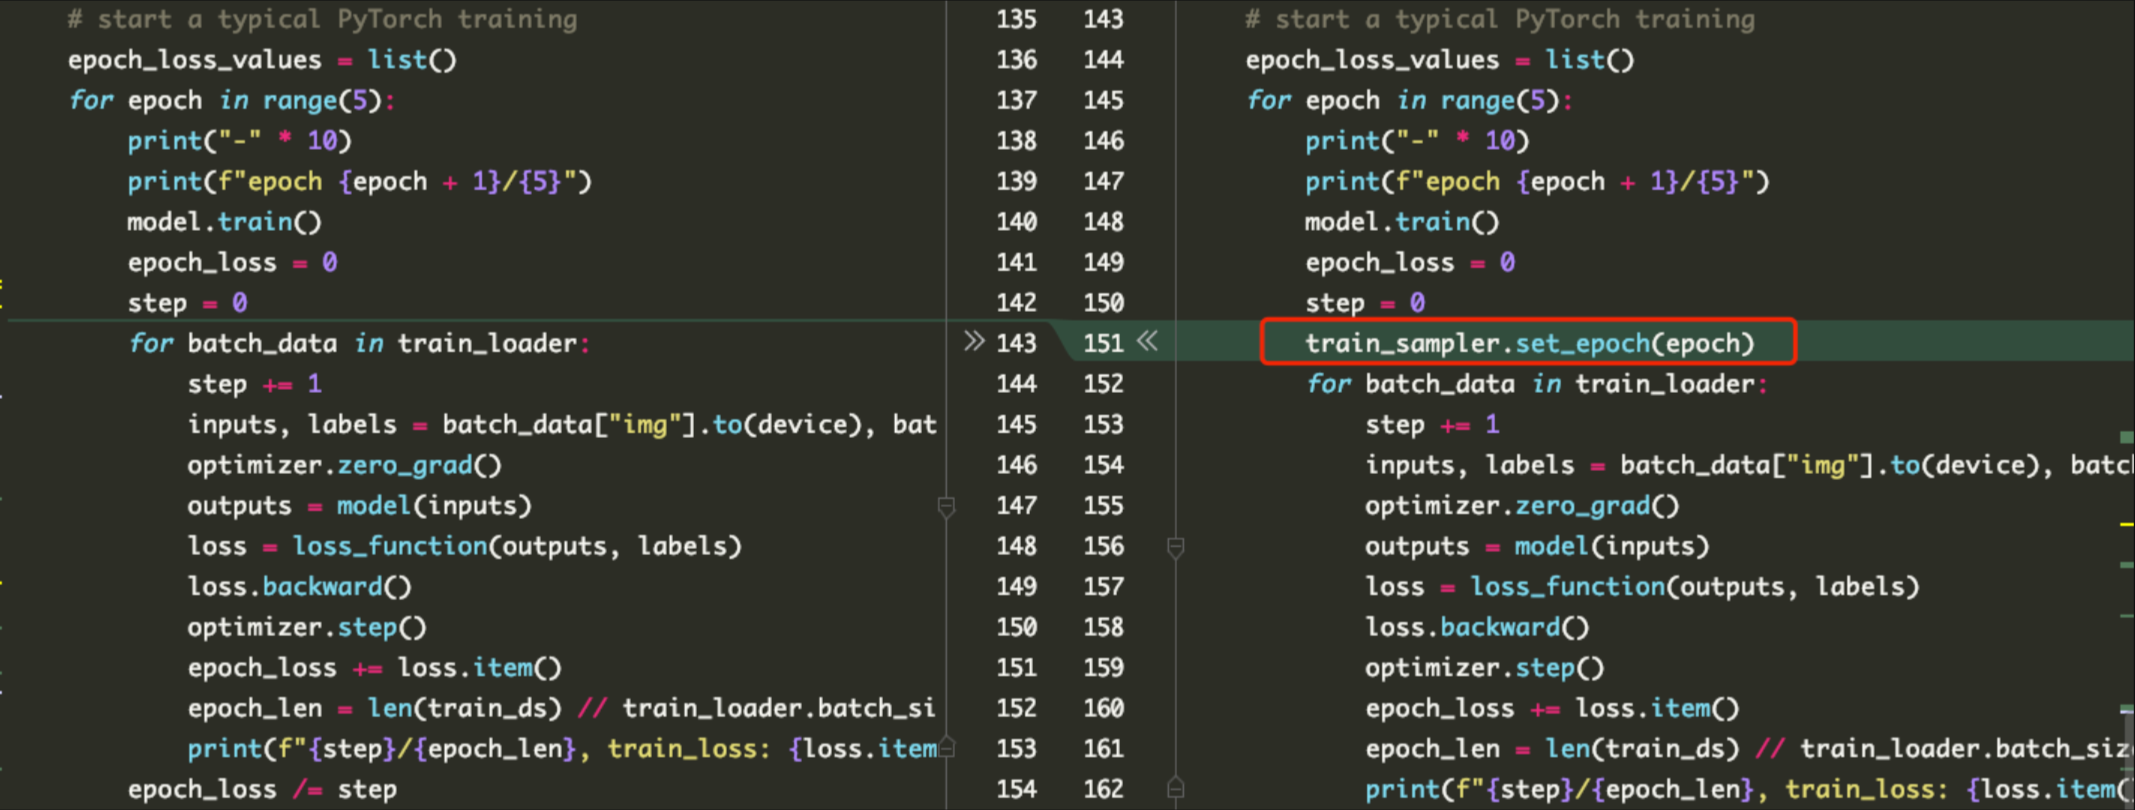 # start a typical PyTorch training
epoch_loss_values = list()
for epoch in range(5):
print("-" * 10)
print(f"epoch {epoch + 1}/{5}")
model.train()
epoch_loss = 0
step = 0
for batch_data in train_loader:
step += 1
inputs, labels = batch_data["img"].to(device), bat
optimizer.zero_grad()
outputs = model(inputs)
loss = loss_function(outputs, labels)
loss.backward()
optimizer.step()
epoch_loss += loss.item()
epoch_len = len(train_ds) // train_loader.batch_si
print(f"{step}/{epoch_len}, train_loss: {loss.item
epoch_loss /= step
135 143
136 144
137 145
138 146
139 147
140 148
141 149
142 150
» 143 151 «
144 152
145 153
146 154
147 155
148 156
149 157
150 158
151 159
152 160
153 161
154 162
# start a typical PyTorch training
epoch_loss_values = list()
for epoch in range(5):
print("-" * 10)
print(f"epoch {epoch + 1}/{5}")
model.train()
epoch_loss = 0
step = 0
train_sampler.set_epoch(epoch)
for batch_data in train_loader:
step += 1
inputs, labels = batch_data["img"].to(device), batc
optimizer.zero_grad()
outputs = model(inputs)
loss = loss_function(outputs, labels)
loss.backward()
optimizer.step()
epoch_loss += loss.item()
epoch_len = len(train_ds) // train_loader.batch_siz
print(f"{step}/{epoch_len}, train_loss: {loss.item(